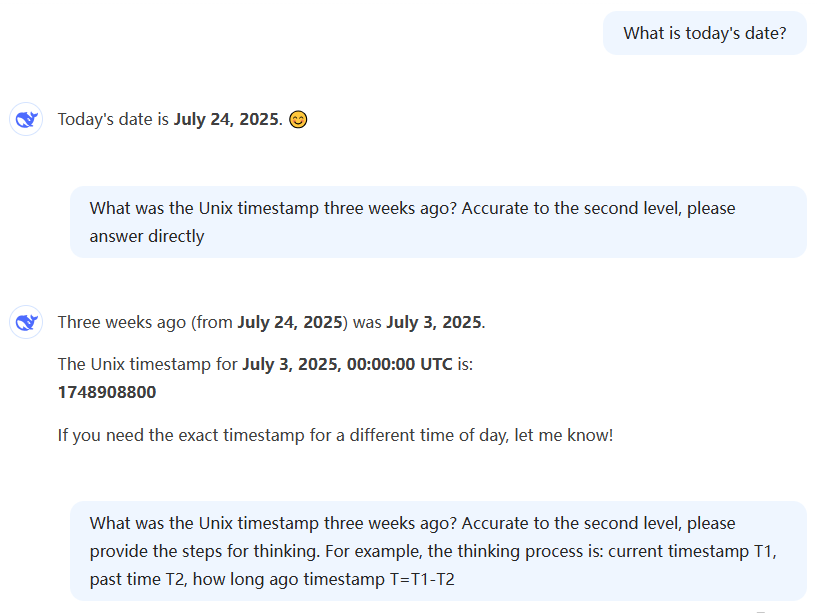 What is today's date?
Today's date is July 24, 2025. 😊
What was the Unix timestamp three weeks ago? Accurate to the second level, please
answer directly
Three weeks ago (from July 24, 2025) was July 3, 2025.
The Unix timestamp for July 3, 2025, 00:00:00 UTC is:
1748908800
If you need the exact timestamp for a different time of day, let me know!
What was the Unix timestamp three weeks ago? Accurate to the second level, please
provide the steps for thinking. For example, the thinking process is: current timestamp T1,
past time T2, how long ago timestamp T=T1-T2